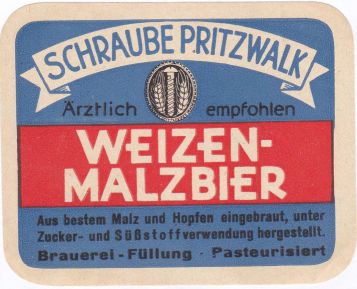 SCHRAUBE PRITZWALK
Ärztlich empfohlen
WEIZEN-
MALZBIER
Aus bestem Malz und Hopfen eingebraut, unter
Zucker- und Süßstoffverwendung hergestellt.
Brauerei-Füllung · Pasteurisiert